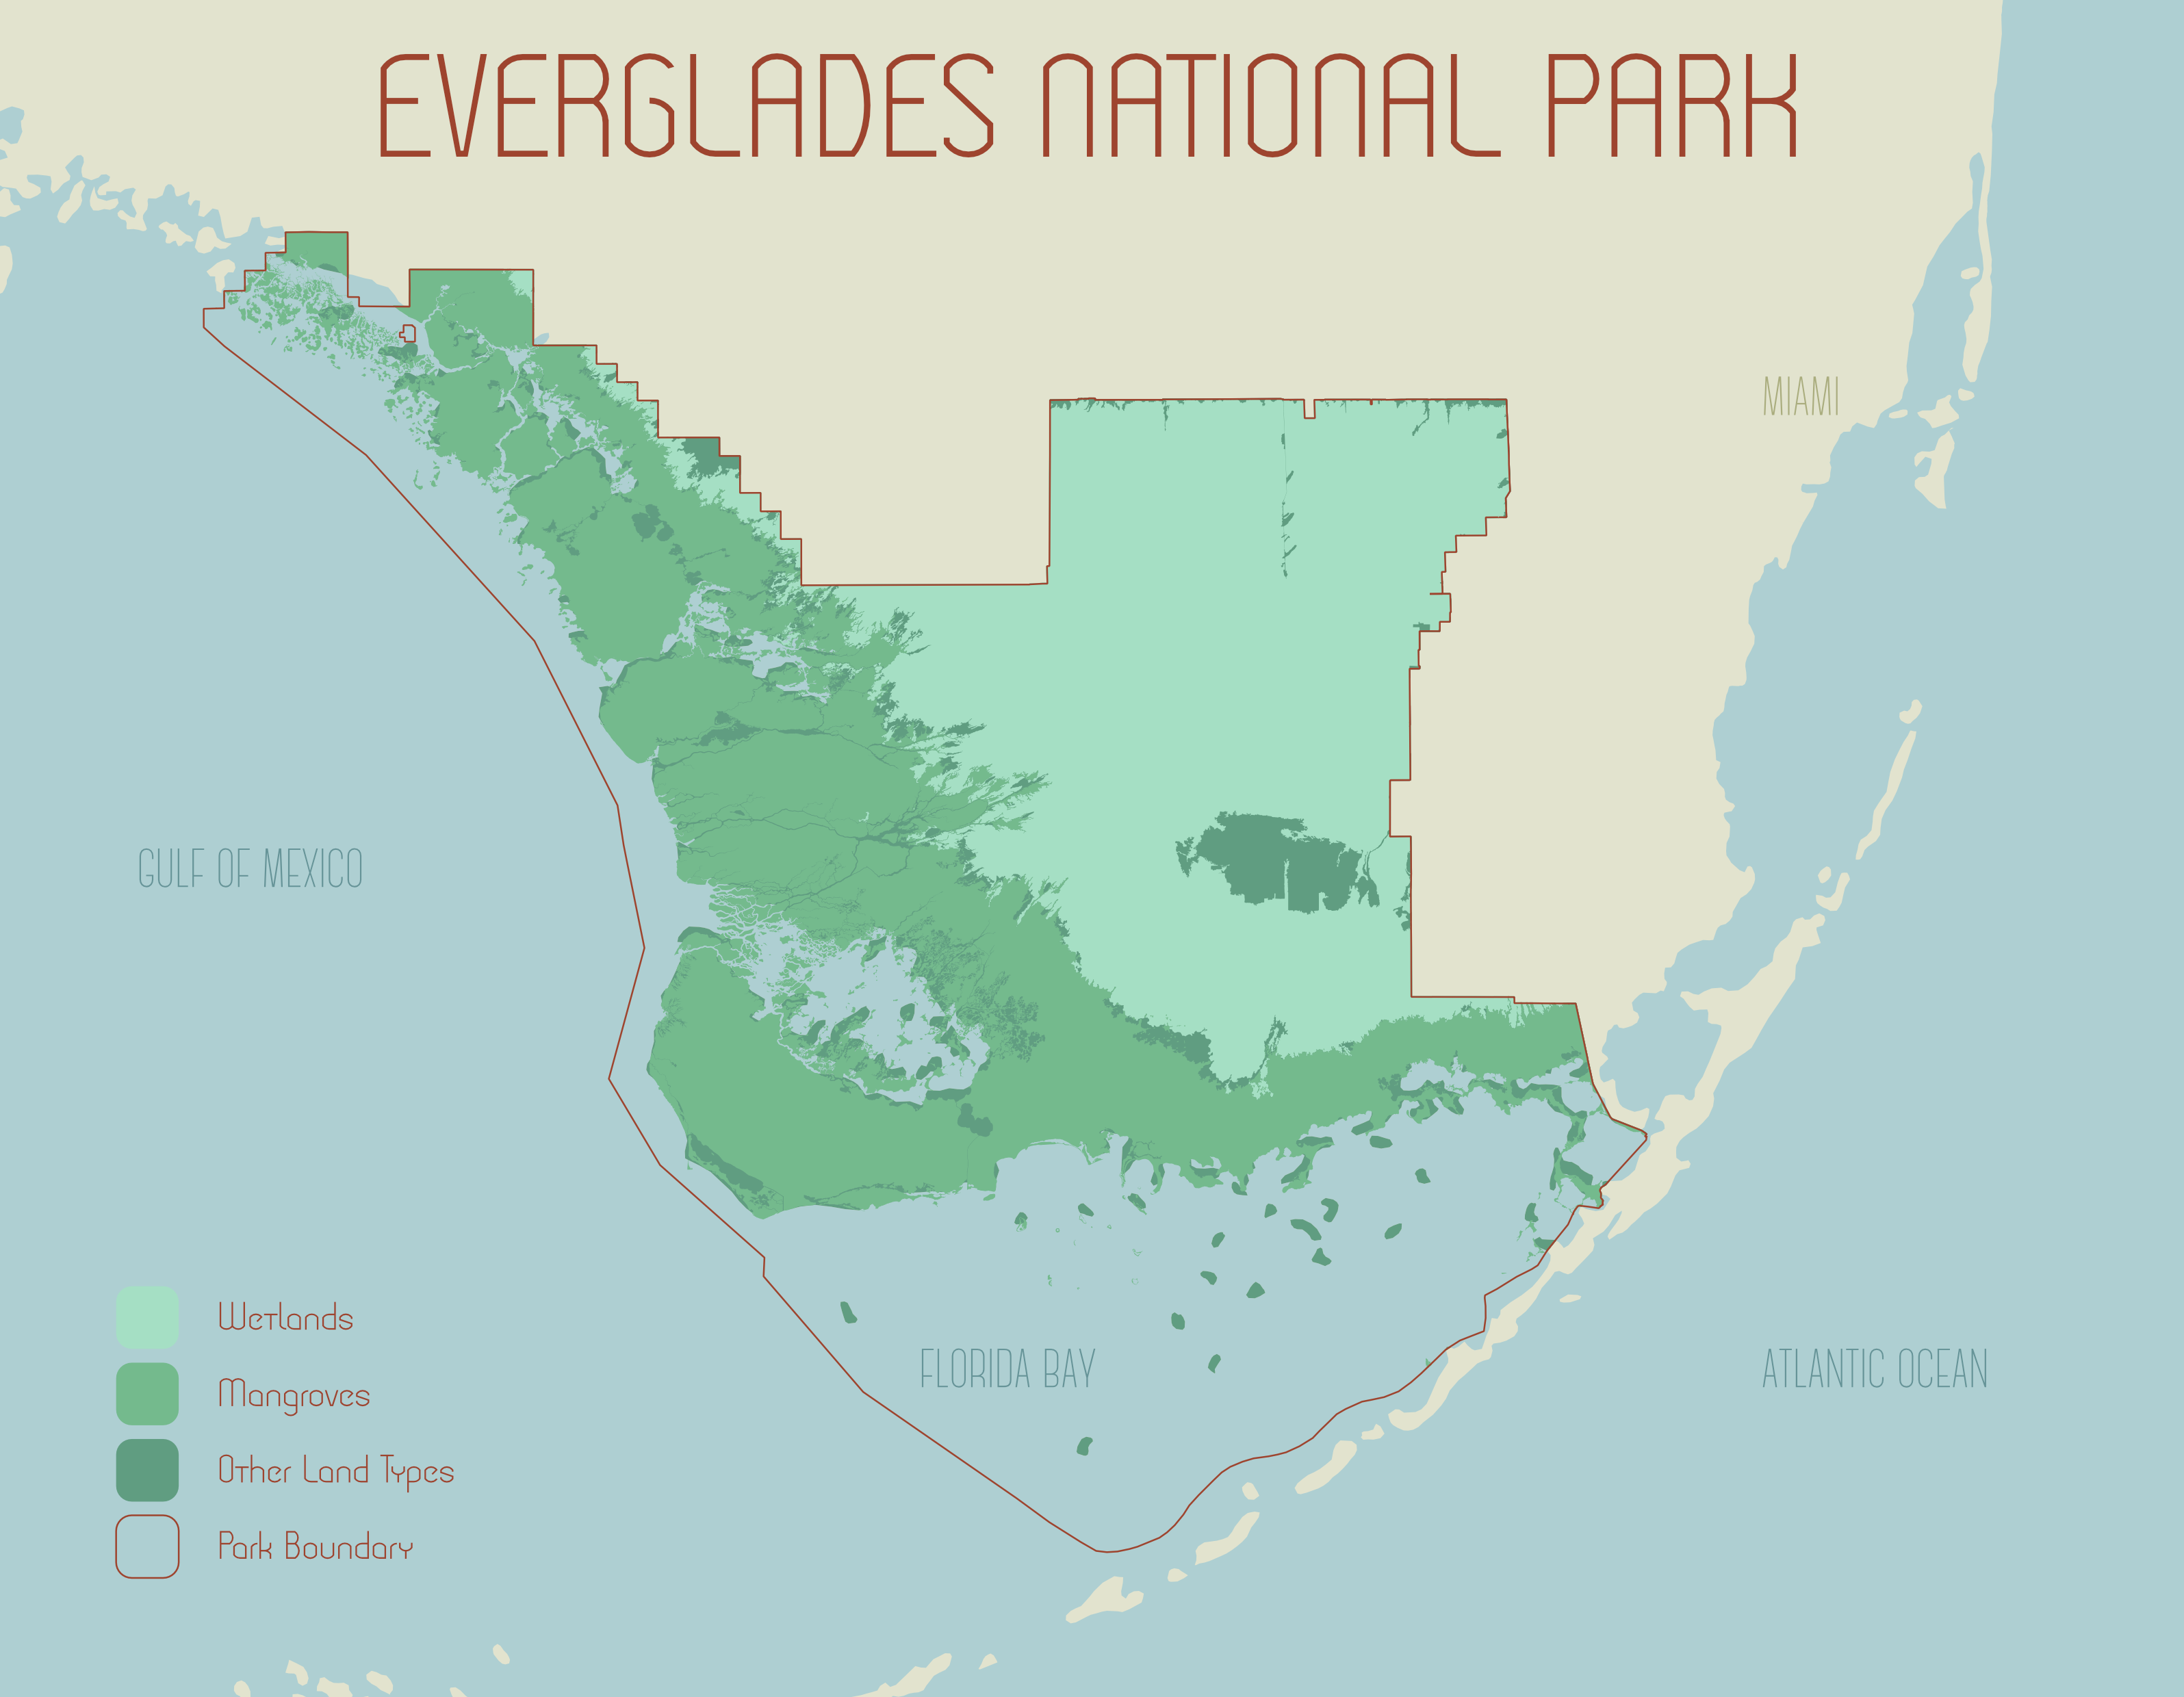 EVERGLADES NATIONAL PARK
MIAMI
GULF OF MEXICO
FLORIDA BAY
ATLANTIC OCEAN
Wetlands
Mangroves
Other Land Types
Park Boundary